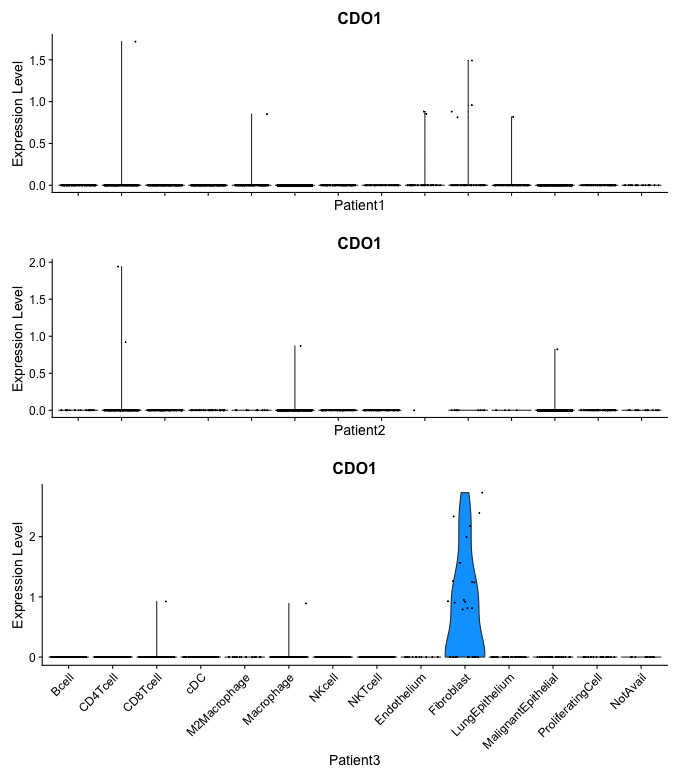 CDO1
Expression Level
1.5
1.0
0.5
0.0
Patient1
CDO1
Expression Level
2.0
1.5
1.0
0.5
0.0
Patient2
CDO1
Expression Level
2
1
0
Bcell
CD4Tcell
CD8Tcell
cDC
M2Macrophage
Macrophage
NKcell
NKTcell
Endothelium
Fibroblast
LungEpithelium
MalignantEpithelial
ProliferatingCell
NotAvail
Patient3